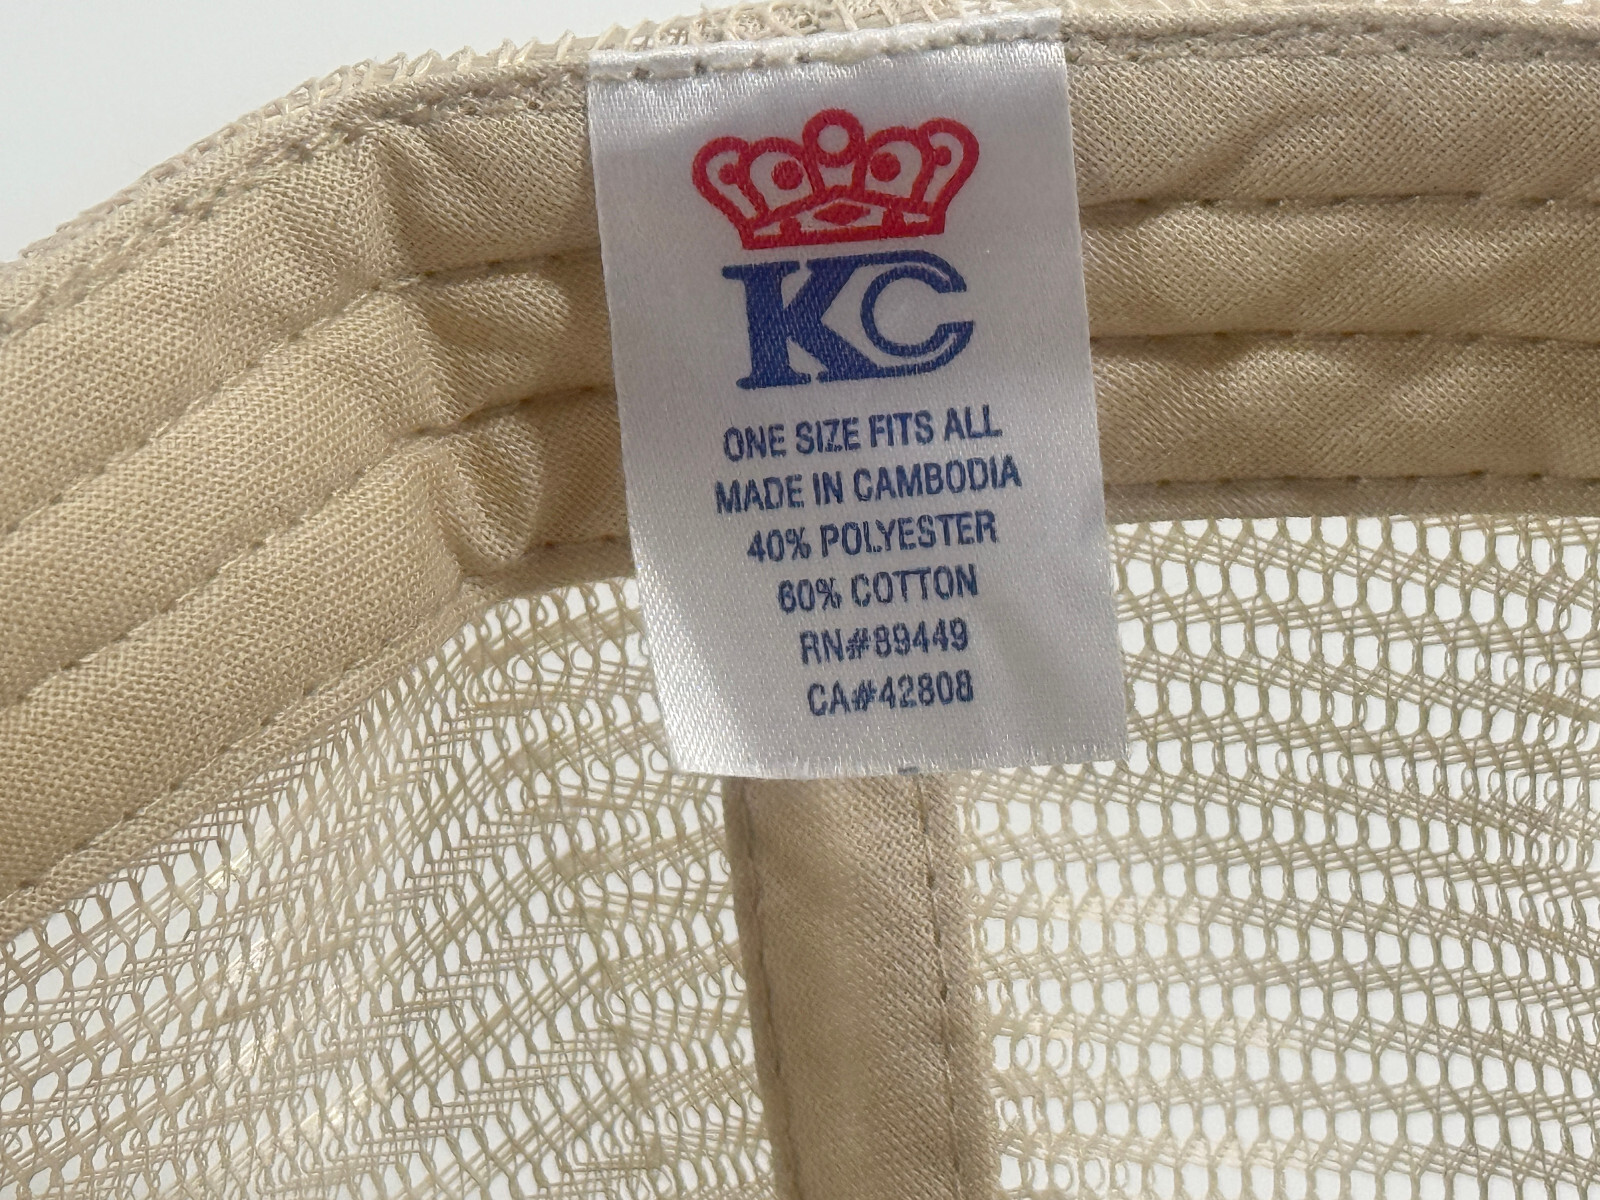 KC
ONE SIZE FITS ALL
MADE IN CAMBODIA
40% POLYESTER
60% COTTON
RN#89449
CA#42808